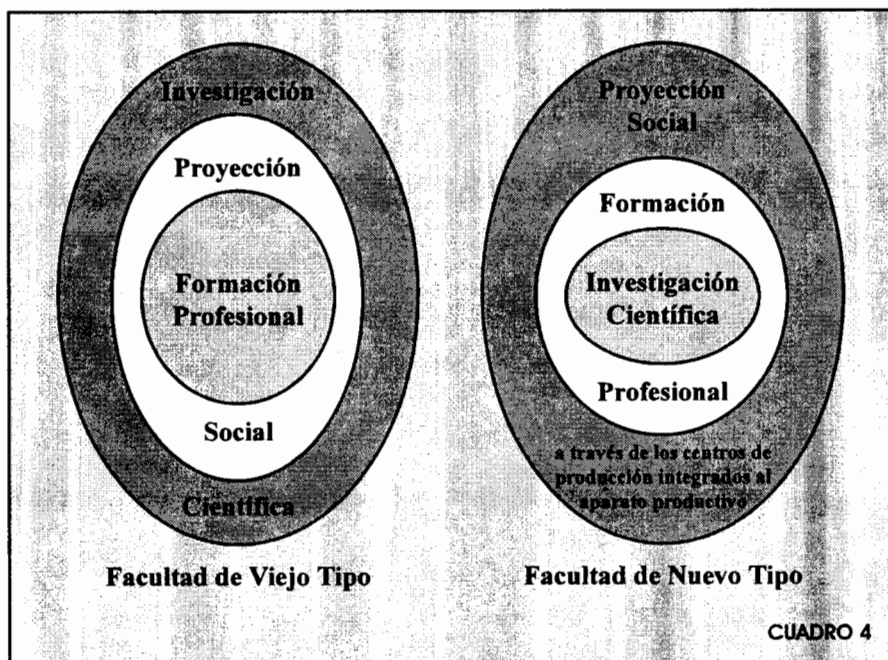 Investigación
Proyección
Formación
Profesional
Social
Científica
Facultad de Viejo Tipo
Proyección
Social
Formación
Investigación
Científica
Profesional
a través de los centros de
producción integrados al
aparato productivo
Facultad de Nuevo Tipo
CUADRO 4